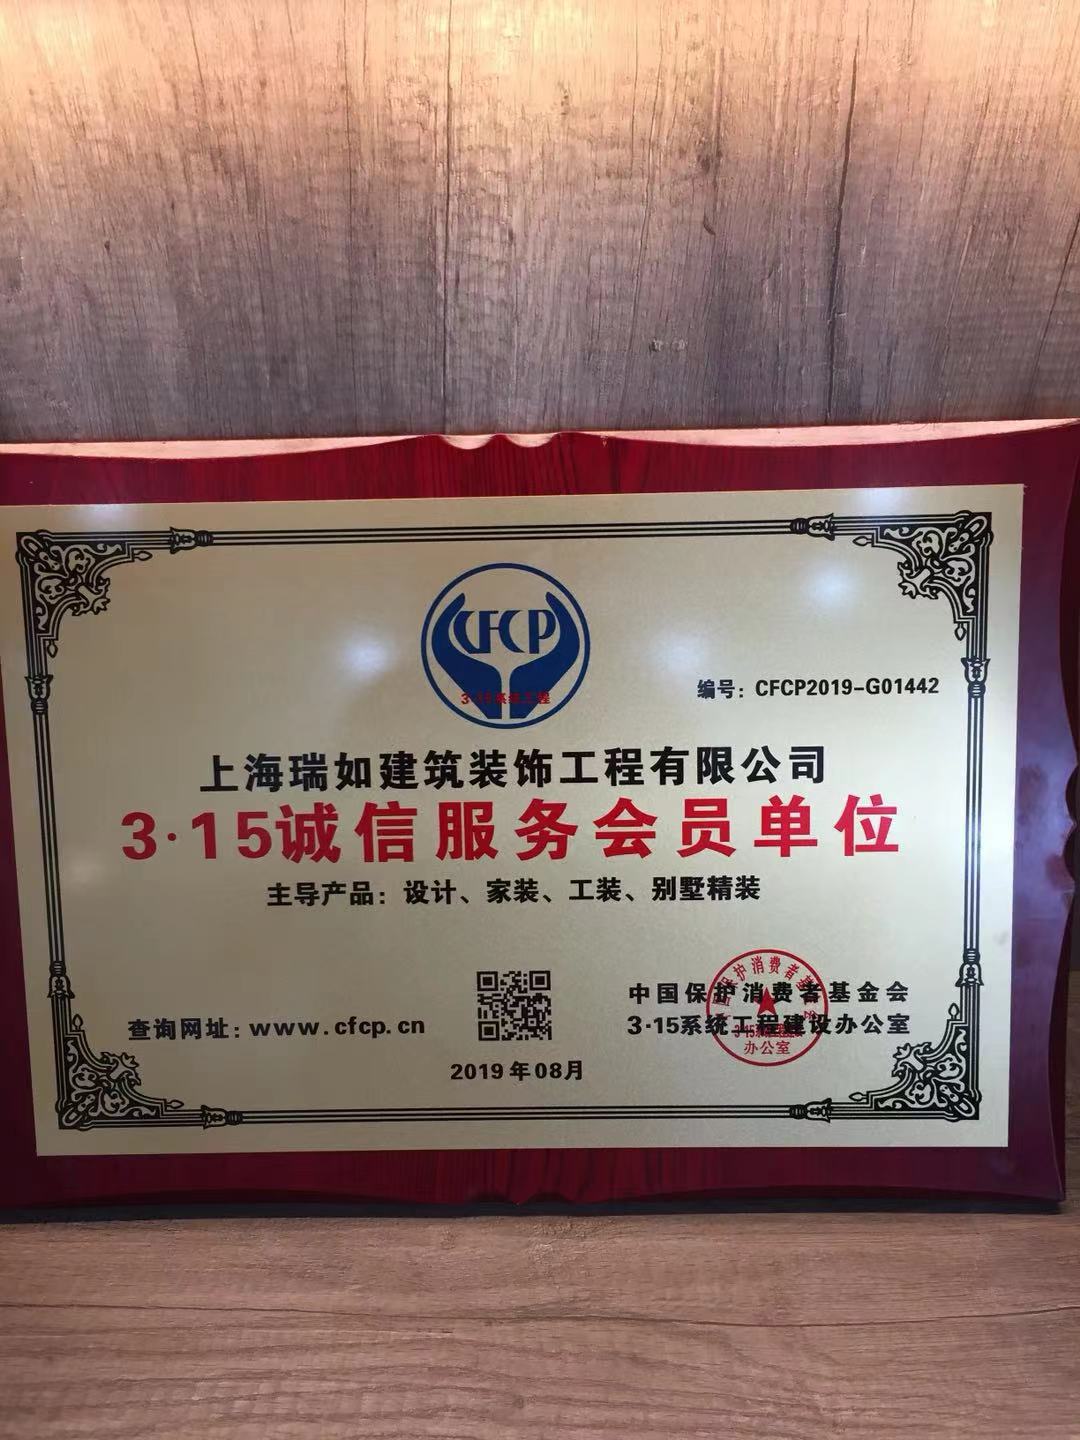 CFCP
3·15系统工程
编号：CFCP2019-G01442
上海瑞如建筑装饰工程有限公司
3·15诚信服务会员单位
主导产品：设计、家装、工装、别墅精装
中国保护消费者基金会
查询网址：www.cfcp.cn
3·15系统工程建设办公室
办公室
2019年08月